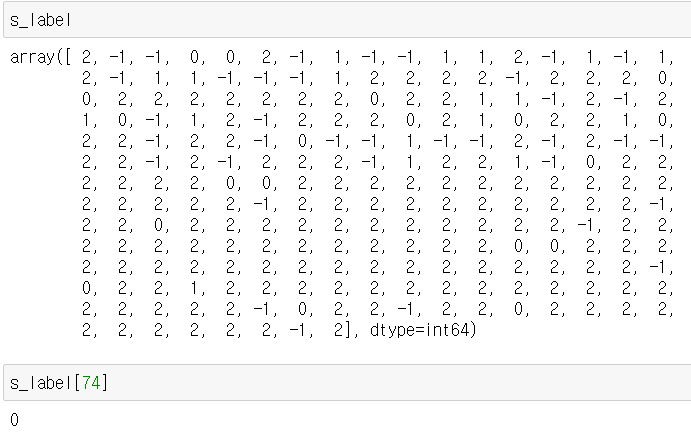 s_label
array([ 2, -1, -1, 0, 0, 2, -1, 1, -1, -1, 1, 1, 2, -1, 1, -1, 1,
2, -1, 1, 1, -1, -1, -1, 1, 2, 2, 2, 2, -1, 2, 2, 2, 0,
0, 2, 2, 2, 2, 2, 2, 2, 0, 2, 2, 1, 1, -1, 2, -1, 2,
1, 0, -1, 1, 2, -1, 2, 2, 2, 0, 2, 1, 0, 2, 2, 1, 0,
2, 2, -1, 2, 2, -1, 0, -1, -1, 1, -1, -1, 2, -1, 2, -1, -1,
2, 2, -1, 2, -1, 2, 2, 2, -1, 1, 2, 2, 1, -1, 0, 2, 2,
2, 2, 2, 2, 0, 0, 2, 2, 2, 2, 2, 2, 2, 2, 2, 2, 2,
2, 2, 2, 2, 2, -1, 2, 2, 2, 2, 2, 2, 2, 2, 2, 2, -1,
2, 2, 0, 2, 2, 2, 2, 2, 2, 2, 2, 2, 2, 2, -1, 2, 2,
2, 2, 2, 2, 2, 2, 2, 2, 2, 2, 2, 2, 0, 0, 2, 2, 2,
2, 2, 2, 2, 2, 2, 2, 2, 2, 2, 2, 2, 2, 2, 2, 2, -1,
0, 2, 2, 1, 2, 2, 2, 2, 2, 2, 2, 2, 2, 2, 2, 2, 2,
2, 2, 2, 2, 2, -1, 0, 2, 2, -1, 2, 2, 0, 2, 2, 2, 2,
2, 2, 2, 2, 2, 2, -1, 2], dtype=int64)
s_label[74]
0